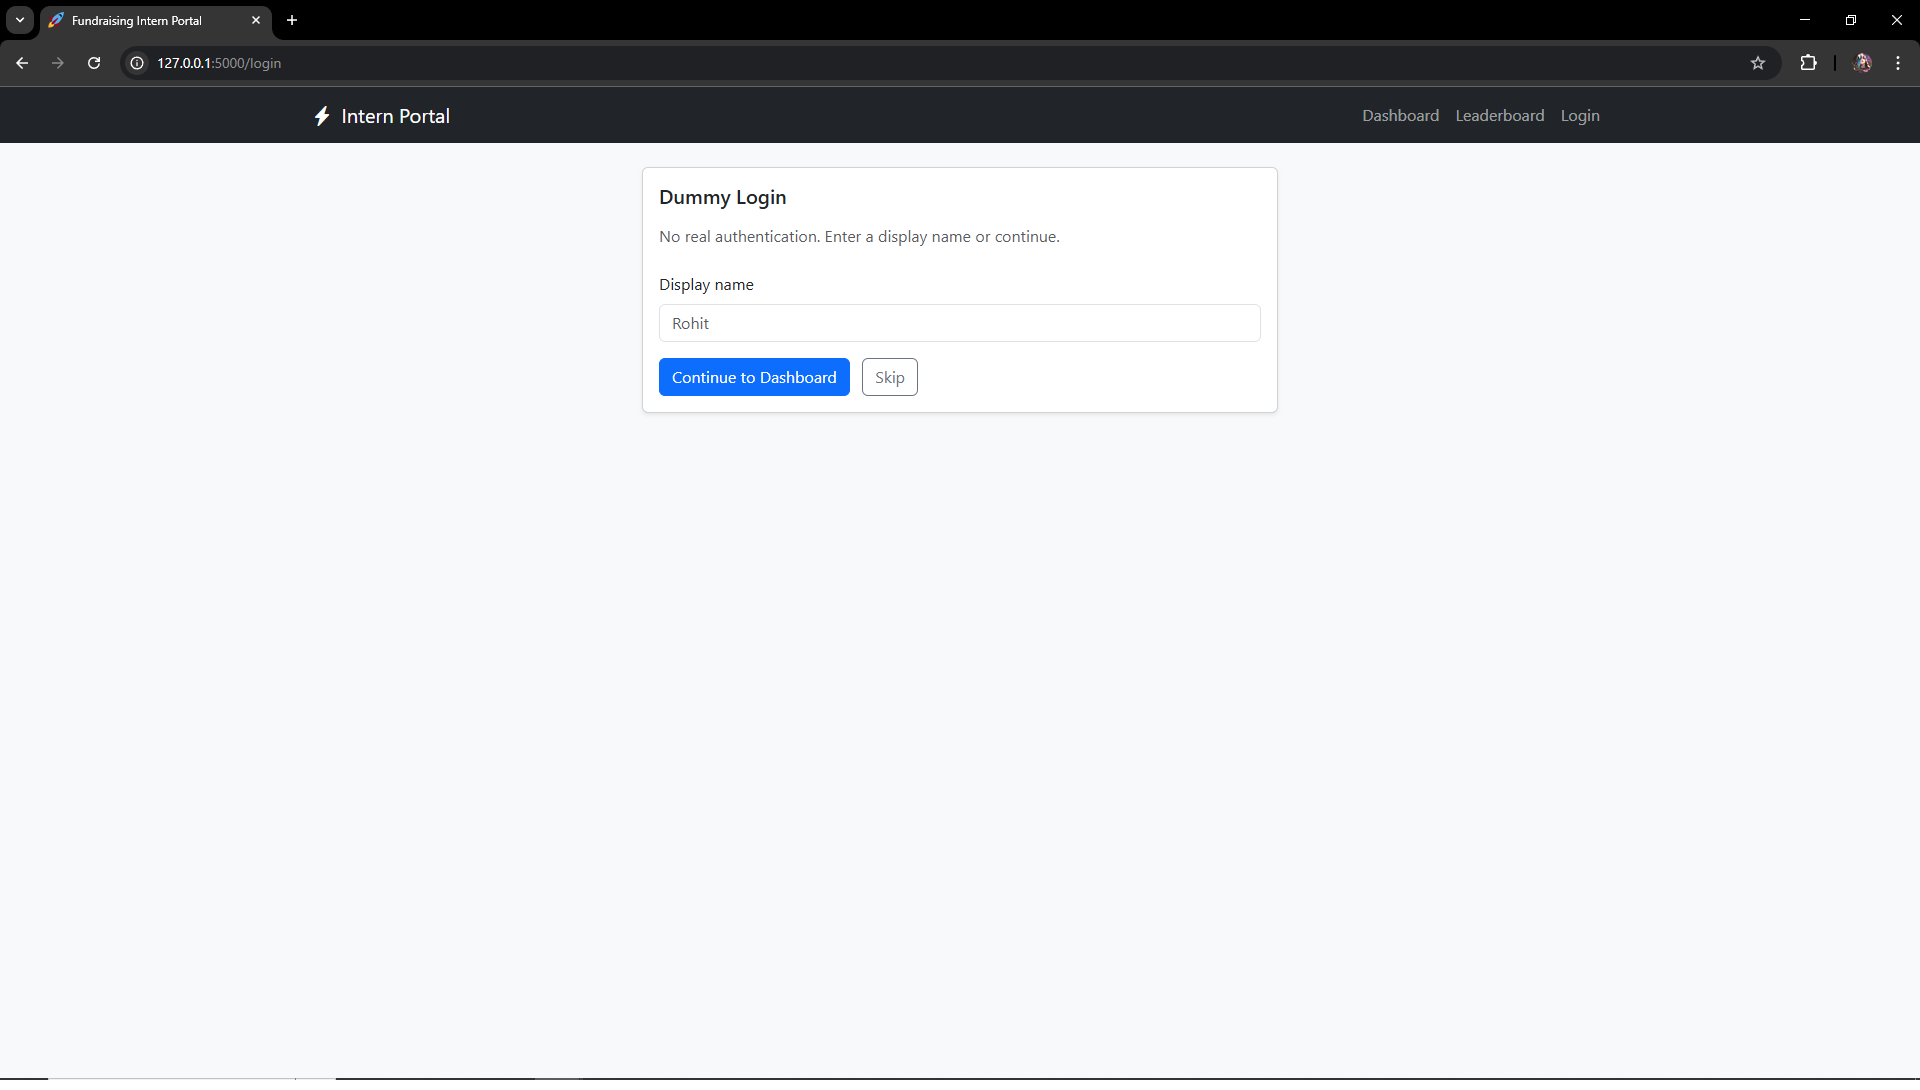 Fundraising Intern Portal
127.0.0.1:5000/login
Intern Portal
Dashboard Leaderboard Login
Dummy Login
No real authentication. Enter a display name or continue.
Display name
Rohit
Continue to Dashboard Skip